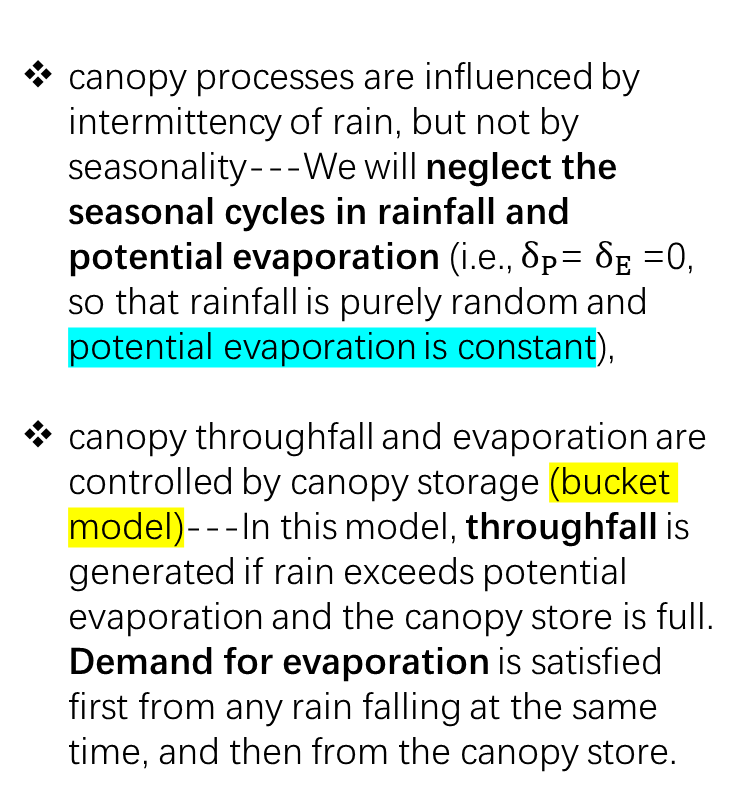 ❖ canopy processes are influenced by
intermittency of rain, but not by
seasonality---We will neglect the
seasonal cycles in rainfall and
potential evaporation (i.e., δP= δE =0,
so that rainfall is purely random and
potential evaporation is constant),
❖ canopy throughfall and evaporation are
controlled by canopy storage (bucket
model)---In this model, throughfall is
generated if rain exceeds potential
evaporation and the canopy store is full.
Demand for evaporation is satisfied
first from any rain falling at the same
time, and then from the canopy store.